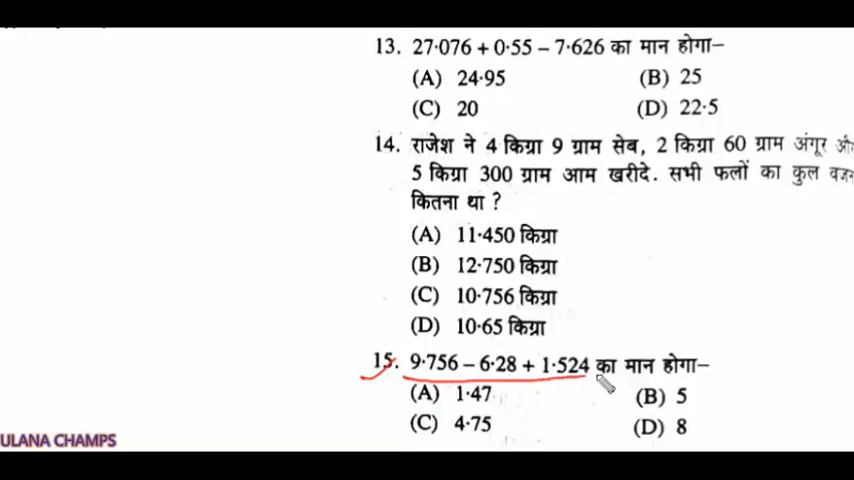 13. 27·076 + 0·55 – 7·626 का मान होगा–
(A) 24·95 (B) 25
(C) 20 (D) 22·5
14. राजेश ने 4 किग्रा 9 ग्राम सेब, 2 किग्रा 60 ग्राम अंगूर
5 किग्रा 300 ग्राम आम खरीदे. सभी फलों का कुल वजन
कितना था ?
(A) 11·450 किग्रा
(B) 12·750 किग्रा
(C) 10·756 किग्रा
(D) 10·65 किग्रा
15. 9·756 – 6·28 + 1·524 का मान होगा–
(A) 1·47 (B) 5
(C) 4·75 (D) 8
ULANA CHAMPS